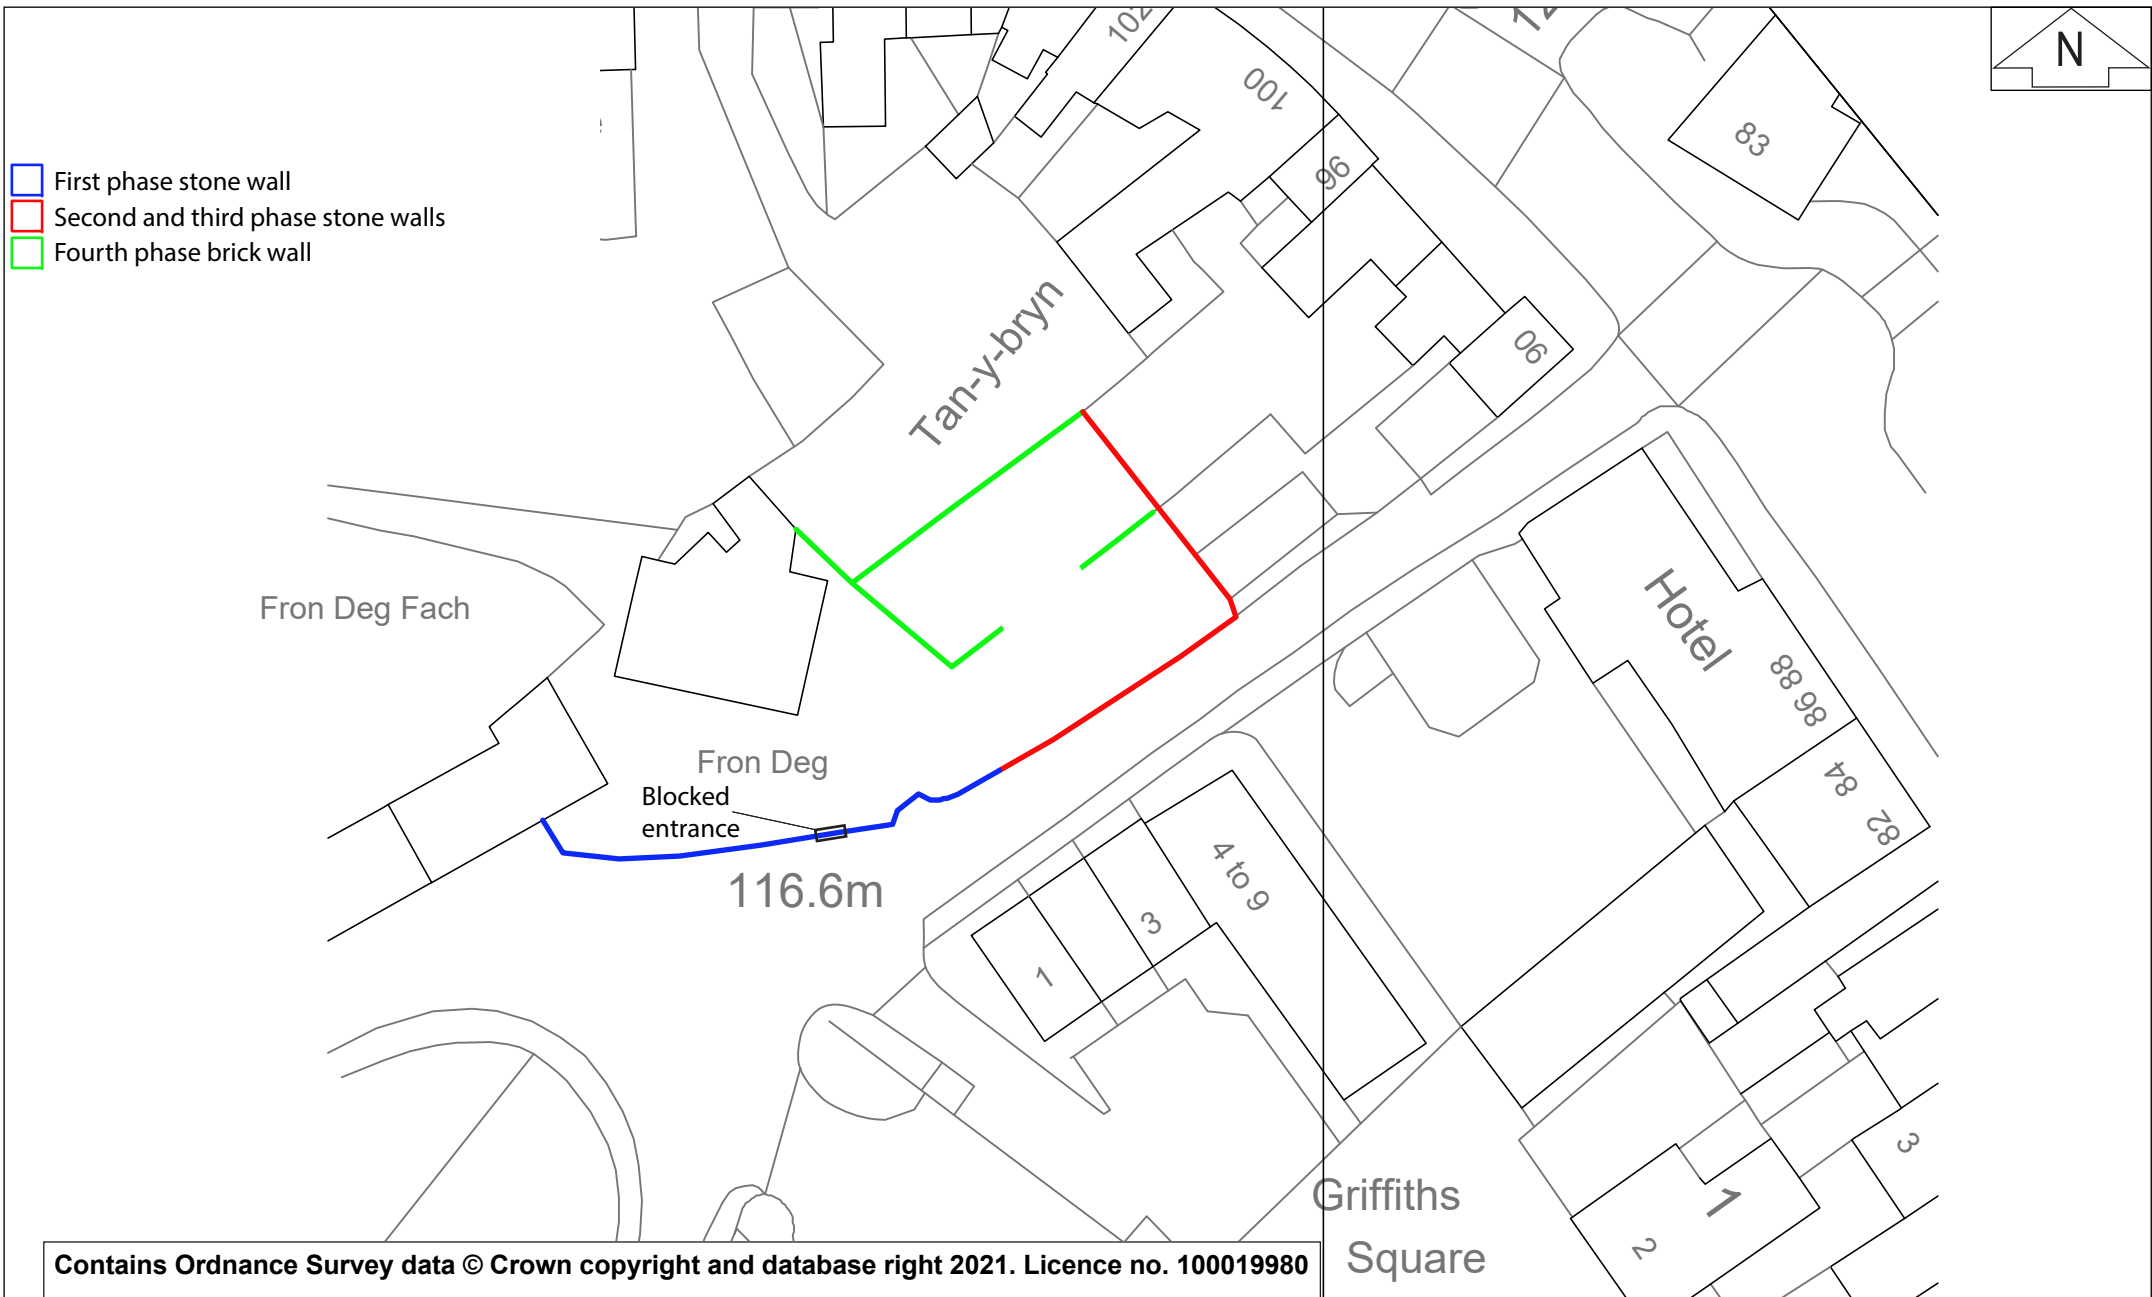 N
First phase stone wall
Second and third phase stone walls
Fourth phase brick wall
102
100
96
83
90
Tan-y-bryn
Fron Deg Fach
Fron Deg
Blocked
entrance
116.6m
Hotel
86 88
84
82
4 to 9
3
1
3
1
2
Griffiths
Square
Contains Ordnance Survey data © Crown copyright and database right 2021. Licence no. 100019980